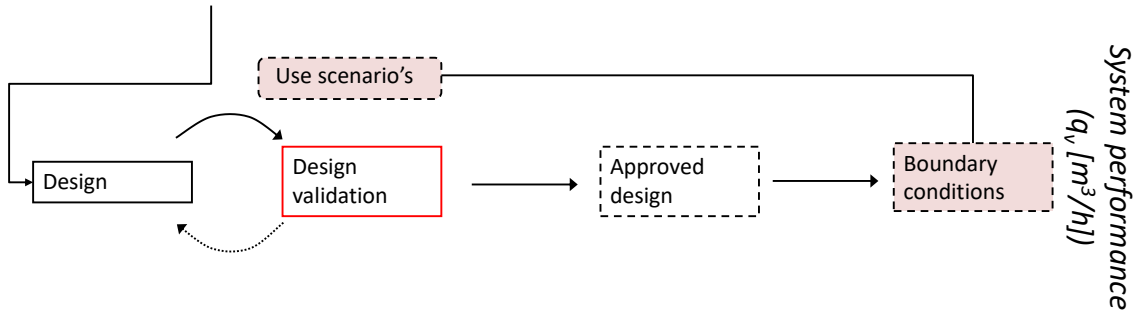 Use scenario’s
Design
Design
validation
Approved
design
Boundary
conditions
System performance
(qᵥ [m³/h])